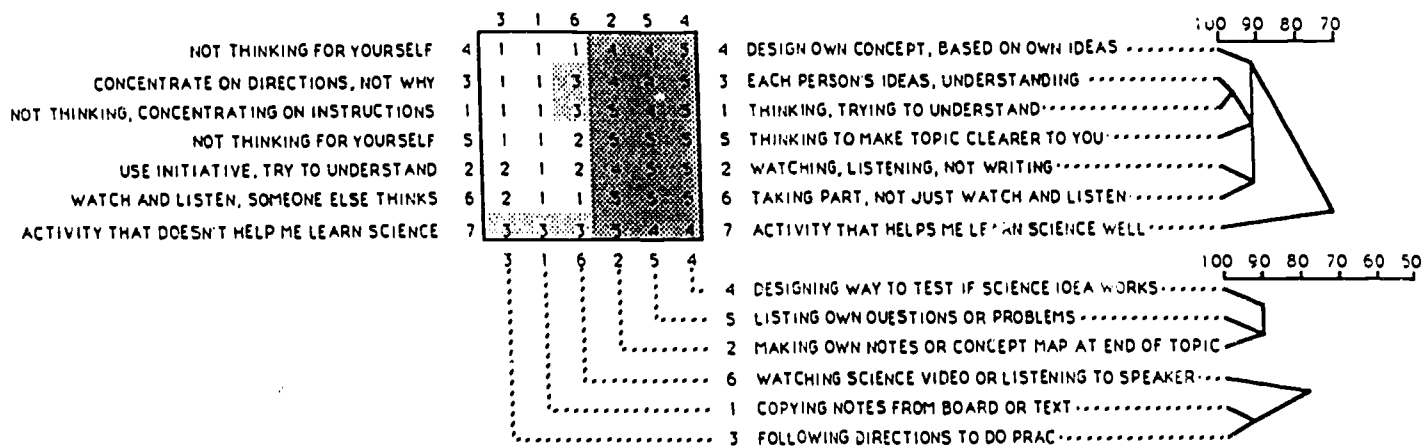 3 1 6 2 5 4
100 90 80 70
NOT THINKING FOR YOURSELF 4 1 1 1 4 4 5 4 DESIGN OWN CONCEPT, BASED ON OWN IDEAS
CONCENTRATE ON DIRECTIONS, NOT WHY 3 1 1 3 3 EACH PERSON'S IDEAS, UNDERSTANDING
NOT THINKING, CONCENTRATING ON INSTRUCTIONS 1 1 1 3 1 THINKING, TRYING TO UNDERSTAND
NOT THINKING FOR YOURSELF 5 1 1 2 5 5 5 5 THINKING TO MAKE TOPIC CLEARER TO YOU
USE INITIATIVE, TRY TO UNDERSTAND 2 2 1 2 2 WATCHING, LISTENING, NOT WRITING
WATCH AND LISTEN, SOMEONE ELSE THINKS 6 2 1 1 5 5 5 6 TAKING PART, NOT JUST WATCH AND LISTEN
ACTIVITY THAT DOESN'T HELP ME LEARN SCIENCE 7 3 3 3 5 4 4 7 ACTIVITY THAT HELPS ME LEARN SCIENCE WELL
3 1 6 2 5 4
100 90 80 70 60 50
4 DESIGNING WAY TO TEST IF SCIENCE IDEA WORKS
5 LISTING OWN QUESTIONS OR PROBLEMS
2 MAKING OWN NOTES OR CONCEPT MAP AT END OF TOPIC
6 WATCHING SCIENCE VIDEO OR LISTENING TO SPEAKER
1 COPYING NOTES FROM BOARD OR TEXT
3 FOLLOWING DIRECTIONS TO DO PRAC